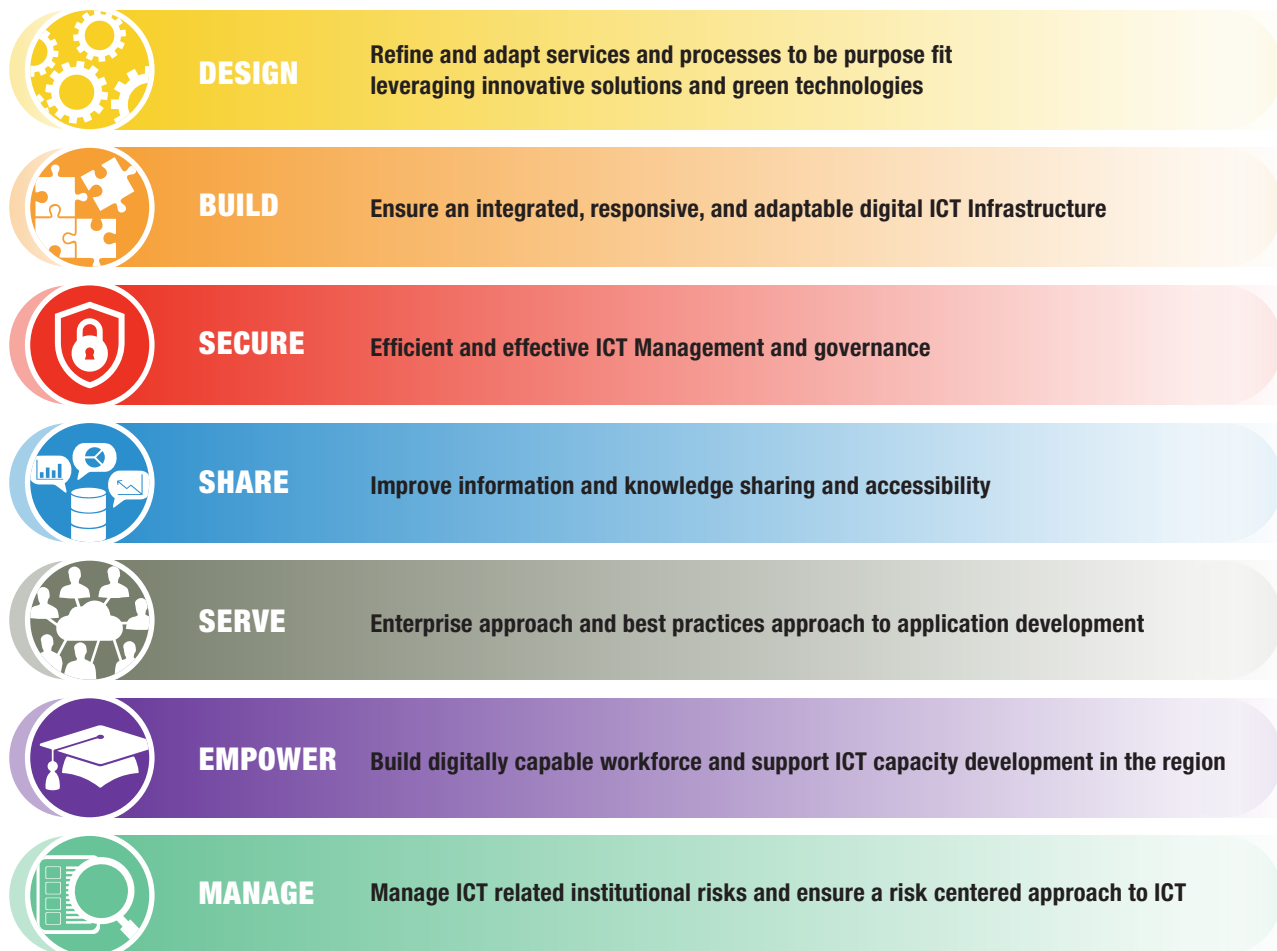 DESIGN
Refine and adapt services and processes to be purpose fit
leveraging innovative solutions and green technologies
BUILD
Ensure an integrated, responsive, and adaptable digital ICT Infrastructure
SECURE
Efficient and effective ICT Management and governance
SHARE
Improve information and knowledge sharing and accessibility
SERVE
Enterprise approach and best practices approach to application development
EMPOWER
Build digitally capable workforce and support ICT capacity development in the region
MANAGE
Manage ICT related institutional risks and ensure a risk centered approach to ICT